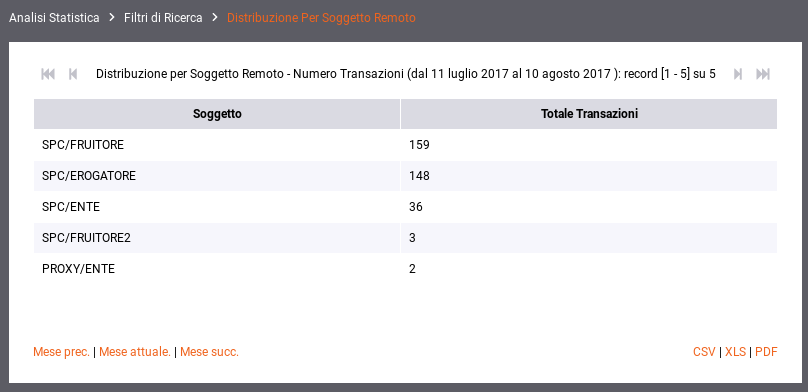 Analisi Statistica > Filtri di Ricerca > Distribuzione Per Soggetto Remoto
Distribuzione per Soggetto Remoto - Numero Transazioni (dal 11 luglio 2017 al 10 agosto 2017 ): record [1 - 5] su 5
Soggetto Totale Transazioni
SPC/FRUITORE 159
SPC/EROGATORE 148
SPC/ENTE 36
SPC/FRUITORE2 3
PROXY/ENTE 2
Mese prec. | Mese attuale. | Mese succ. CSV | XLS | PDF